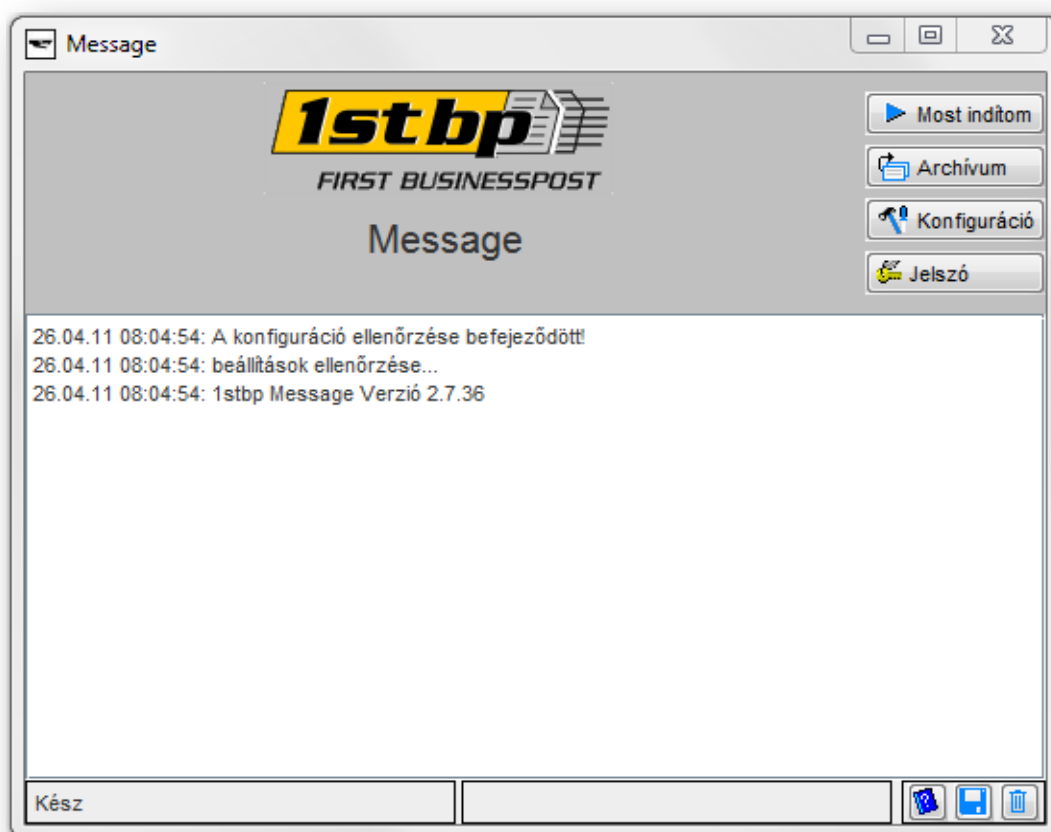 Message
1stbp
FIRST BUSINESSPOST
Message
Most indítom
Archívum
Konfiguráció
Jelszó
26.04.11 08:04:54: A konfiguráció ellenőrzése befejeződött!
26.04.11 08:04:54: beállítások ellenőrzése...
26.04.11 08:04:54: 1stbp Message Verzió 2.7.36
Kész